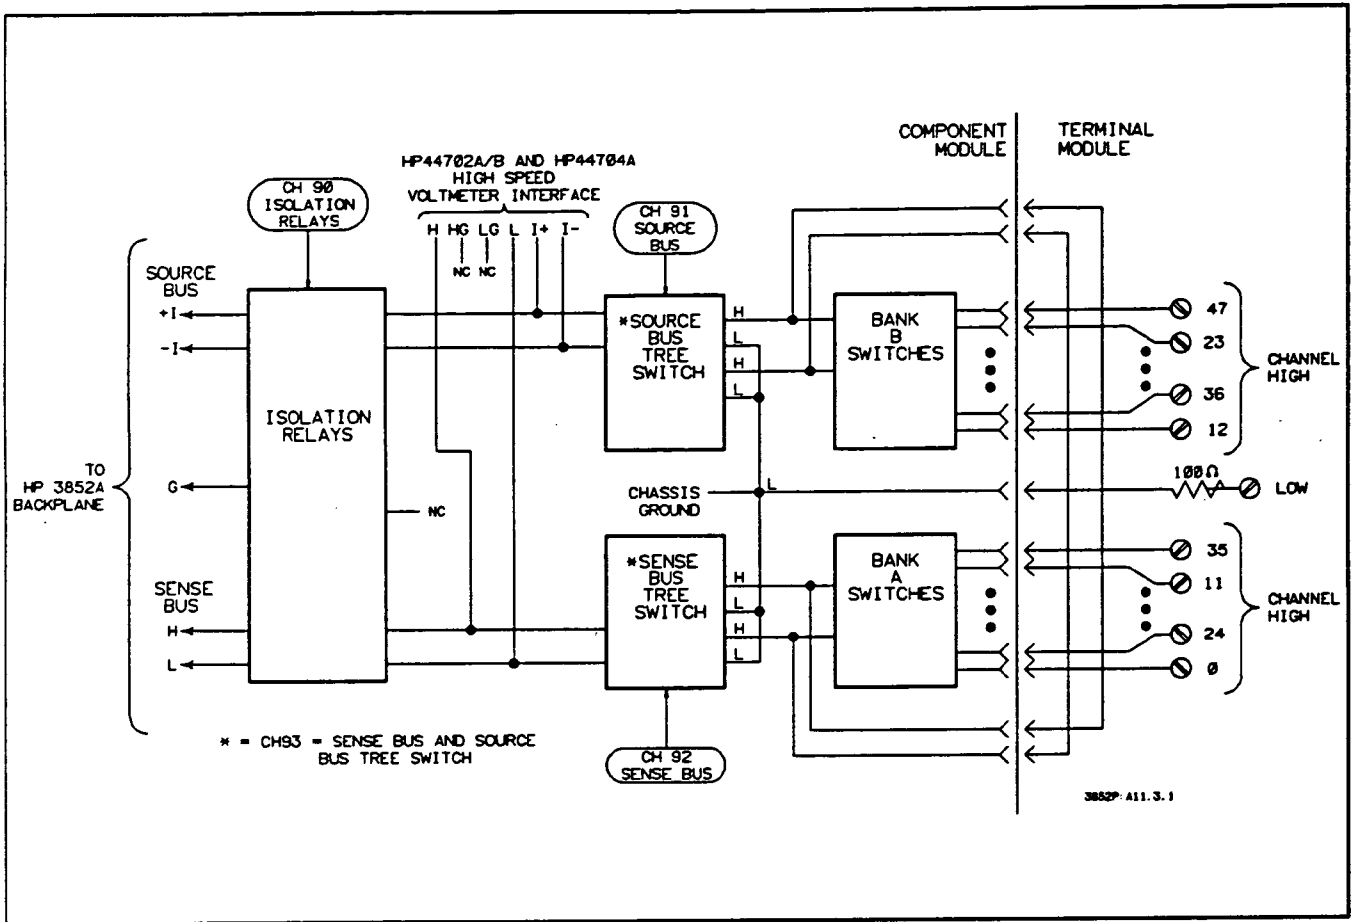 COMPONENT
MODULE
TERMINAL
MODULE
HP44702A/B AND HP44704A
HIGH SPEED
VOLTMETER INTERFACE
H HG LG L I+ I-
NC NC
CH 90
ISOLATION
RELAYS
CH 91
SOURCE
BUS
SOURCE
BUS
+I
-I
G
SENSE
BUS
H
L
TO
HP 3852A
BACKPLANE
ISOLATION
RELAYS
NC
*SOURCE
BUS
TREE
SWITCH
H
L
H
L
BANK
B
SWITCHES
47
23
36
12
CHANNEL
HIGH
CHASSIS
GROUND
L
100Ω
LOW
*SENSE
BUS
TREE
SWITCH
H
L
H
L
BANK
A
SWITCHES
35
11
24
0
CHANNEL
HIGH
* = CH93 = SENSE BUS AND SOURCE
BUS TREE SWITCH
CH 92
SENSE BUS
3852P:A11.3.1